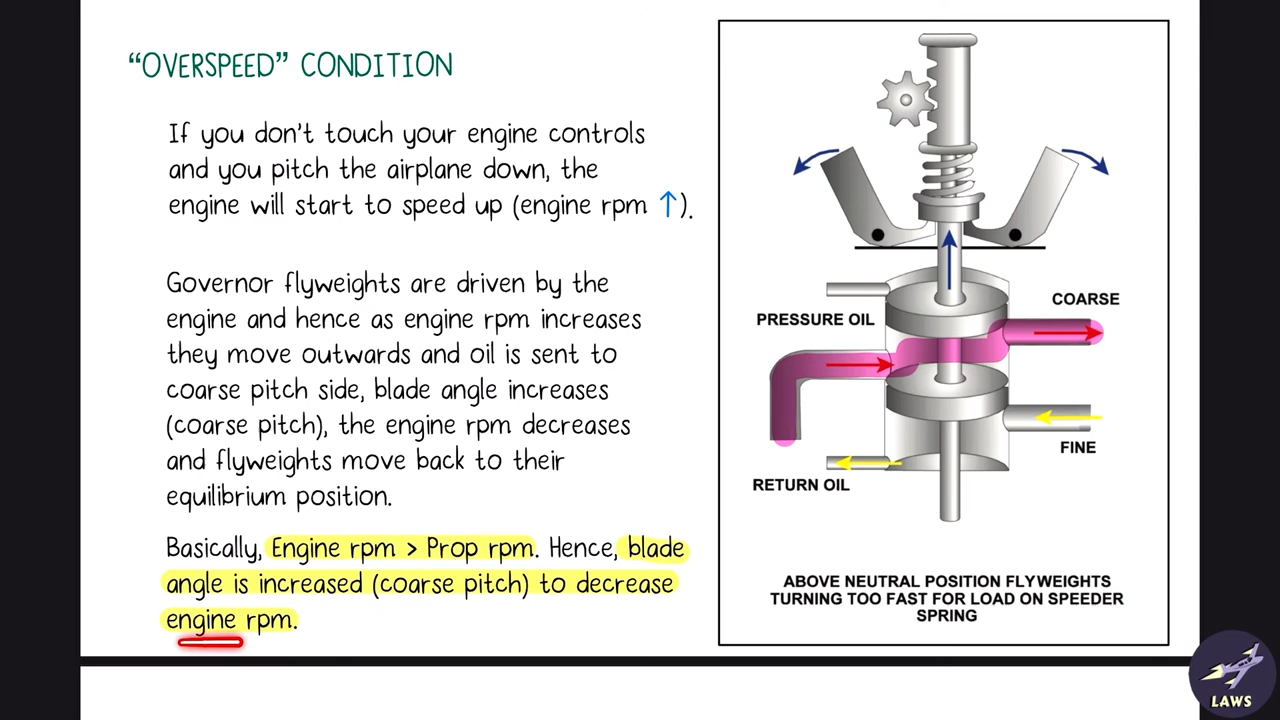 “OVERSPEED” CONDITION
If you don't touch your engine controls
and you pitch the airplane down, the
engine will start to speed up (engine rpm ↑).
Governor flyweights are driven by the
engine and hence as engine rpm increases
they move outwards and oil is sent to
coarse pitch side, blade angle increases
(coarse pitch), the engine rpm decreases
and flyweights move back to their
equilibrium position.
Basically, Engine rpm > Prop rpm. Hence, blade
angle is increased (coarse pitch) to decrease
engine rpm.
COARSE
PRESSURE OIL
FINE
RETURN OIL
ABOVE NEUTRAL POSITION FLYWEIGHTS
TURNING TOO FAST FOR LOAD ON SPEEDER
SPRING
LAWS